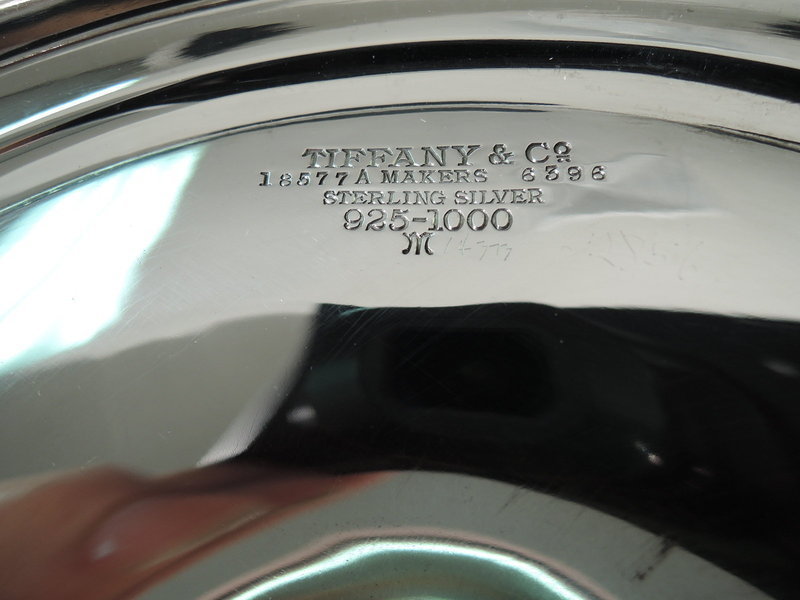 TIFFANY & Co
18577A MAKERS 6396
STERLING SILVER
925-1000
M